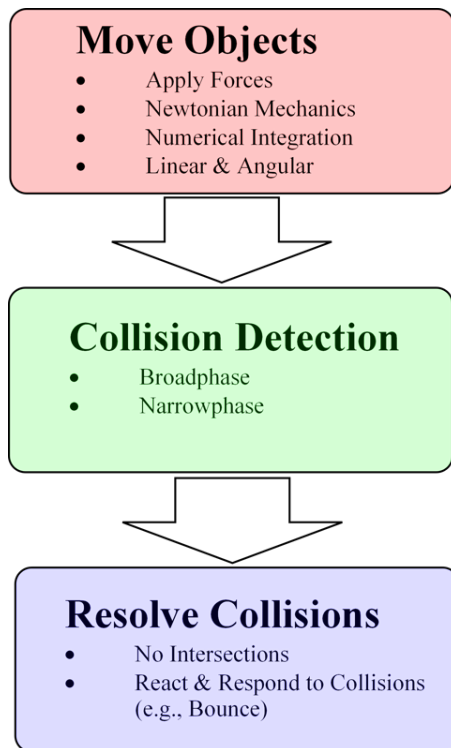 Move Objects
• Apply Forces
• Newtonian Mechanics
• Numerical Integration
• Linear & Angular
Collision Detection
• Broadphase
• Narrowphase
Resolve Collisions
• No Intersections
• React & Respond to Collisions
(e.g., Bounce)